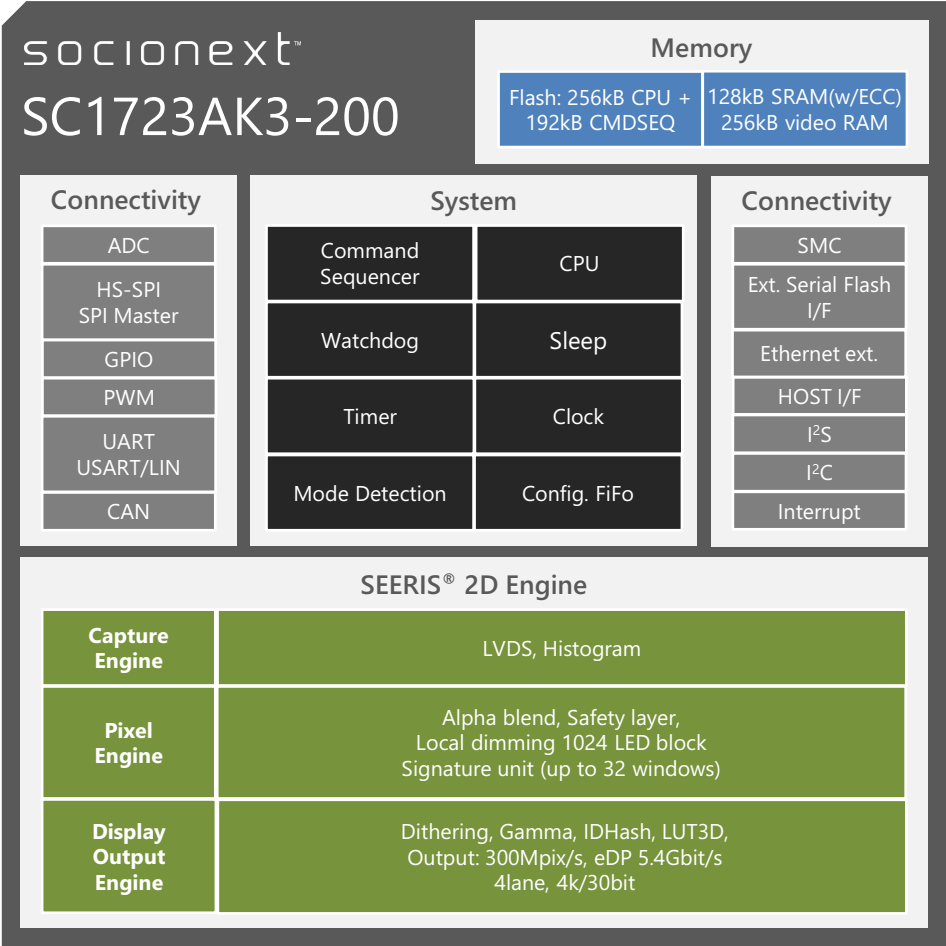 socionext™
SC1723AK3-200
Memory
Flash: 256kB CPU +
192kB CMDSEQ
128kB SRAM(w/ECC)
256kB video RAM
Connectivity
ADC
HS-SPI
SPI Master
GPIO
PWM
UART
USART/LIN
CAN
System
Command
Sequencer
CPU
Watchdog
Sleep
Timer
Clock
Mode Detection
Config. FiFo
Connectivity
SMC
Ext. Serial Flash
I/F
Ethernet ext.
HOST I/F
I²S
I²C
Interrupt
SEERIS® 2D Engine
Capture
Engine
LVDS, Histogram
Pixel
Engine
Alpha blend, Safety layer,
Local dimming 1024 LED block
Signature unit (up to 32 windows)
Display
Output
Engine
Dithering, Gamma, IDHash, LUT3D,
Output: 300Mpix/s, eDP 5.4Gbit/s
4lane, 4k/30bit